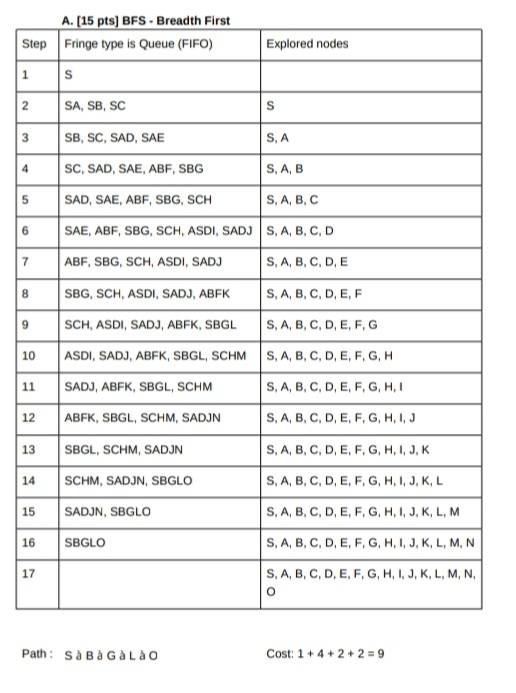 A. [15 pts] BFS - Breadth First
Step Fringe type is Queue (FIFO) Explored nodes
1 S
2 SA, SB, SC S
3 SB, SC, SAD, SAE S, A
4 SC, SAD, SAE, ABF, SBG S, A, B
5 SAD, SAE, ABF, SBG, SCH S, A, B, C
6 SAE, ABF, SBG, SCH, ASDI, SADJ S, A, B, C, D
7 ABF, SBG, SCH, ASDI, SADJ S, A, B, C, D, E
8 SBG, SCH, ASDI, SADJ, ABFK S, A, B, C, D, E, F
9 SCH, ASDI, SADJ, ABFK, SBGL S, A, B, C, D, E, F, G
10 ASDI, SADJ, ABFK, SBGL, SCHM S, A, B, C, D, E, F, G, H
11 SADJ, ABFK, SBGL, SCHM S, A, B, C, D, E, F, G, H, I
12 ABFK, SBGL, SCHM, SADJN S, A, B, C, D, E, F, G, H, I, J
13 SBGL, SCHM, SADJN S, A, B, C, D, E, F, G, H, I, J, K
14 SCHM, SADJN, SBGLO S, A, B, C, D, E, F, G, H, I, J, K, L
15 SADJN, SBGLO S, A, B, C, D, E, F, G, H, I, J, K, L, M
16 SBGLO S, A, B, C, D, E, F, G, H, I, J, K, L, M, N
17 S, A, B, C, D, E, F, G, H, I, J, K, L, M, N,
O
Path : S à B à G à L à O Cost: 1 + 4 + 2 + 2 = 9